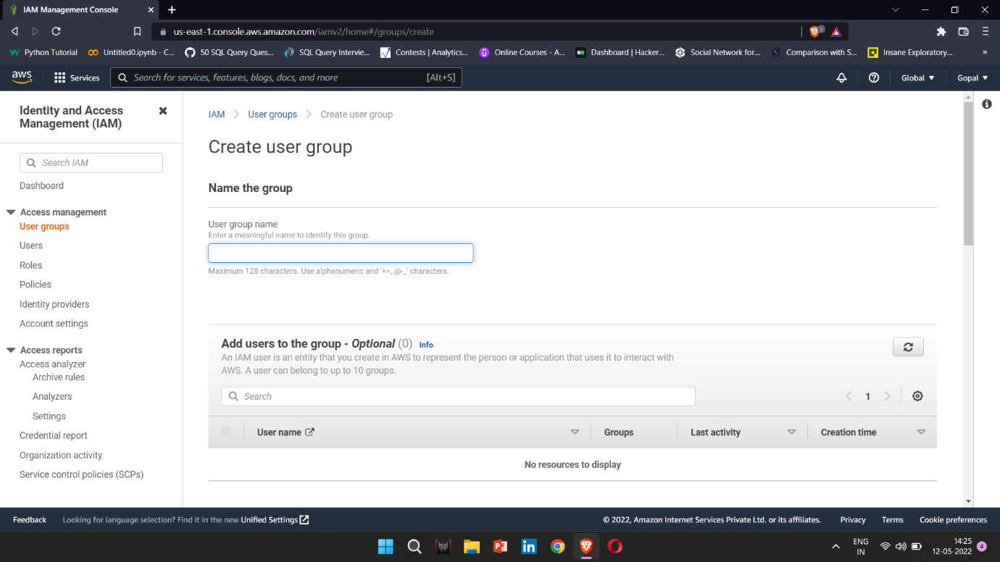 IAM Management Console
us-east-1.console.aws.amazon.com/iamv2/home#/groups/create
1
Python Tutorial
Untitled0.ipynb - C...
50 SQL Query Ques...
SQL Query Intervie...
Contests | Analytics...
Online Courses - A...
Dashboard | Hacker...
Social Network for...
Comparison with S...
Insane Exploratory...
»
aws
Services
Search for services, features, blogs, docs, and more
[Alt+S]
Global
Gopal
Identity and Access
Management (IAM)
Search IAM
Dashboard
Access management
User groups
Users
Roles
Policies
Identity providers
Account settings
Access reports
Access analyzer
Archive rules
Analyzers
Settings
Credential report
Organization activity
Service control policies (SCPs)
IAM
User groups
Create user group
Create user group
Name the group
User group name
Enter a meaningful name to identify this group.
Maximum 128 characters. Use alphanumeric and '+=,.@-_' characters.
Add users to the group - Optional (0) Info
An IAM user is an entity that you create in AWS to represent the person or application that uses it to interact with
AWS. A user can belong to up to 10 groups.
Search
1
User name
Groups
Last activity
Creation time
No resources to display
Feedback
Looking for language selection? Find it in the new Unified Settings
© 2022, Amazon Internet Services Private Ltd. or its affiliates.
Privacy
Terms
Cookie preferences
ENG
IN
14:25
12-05-2022
4